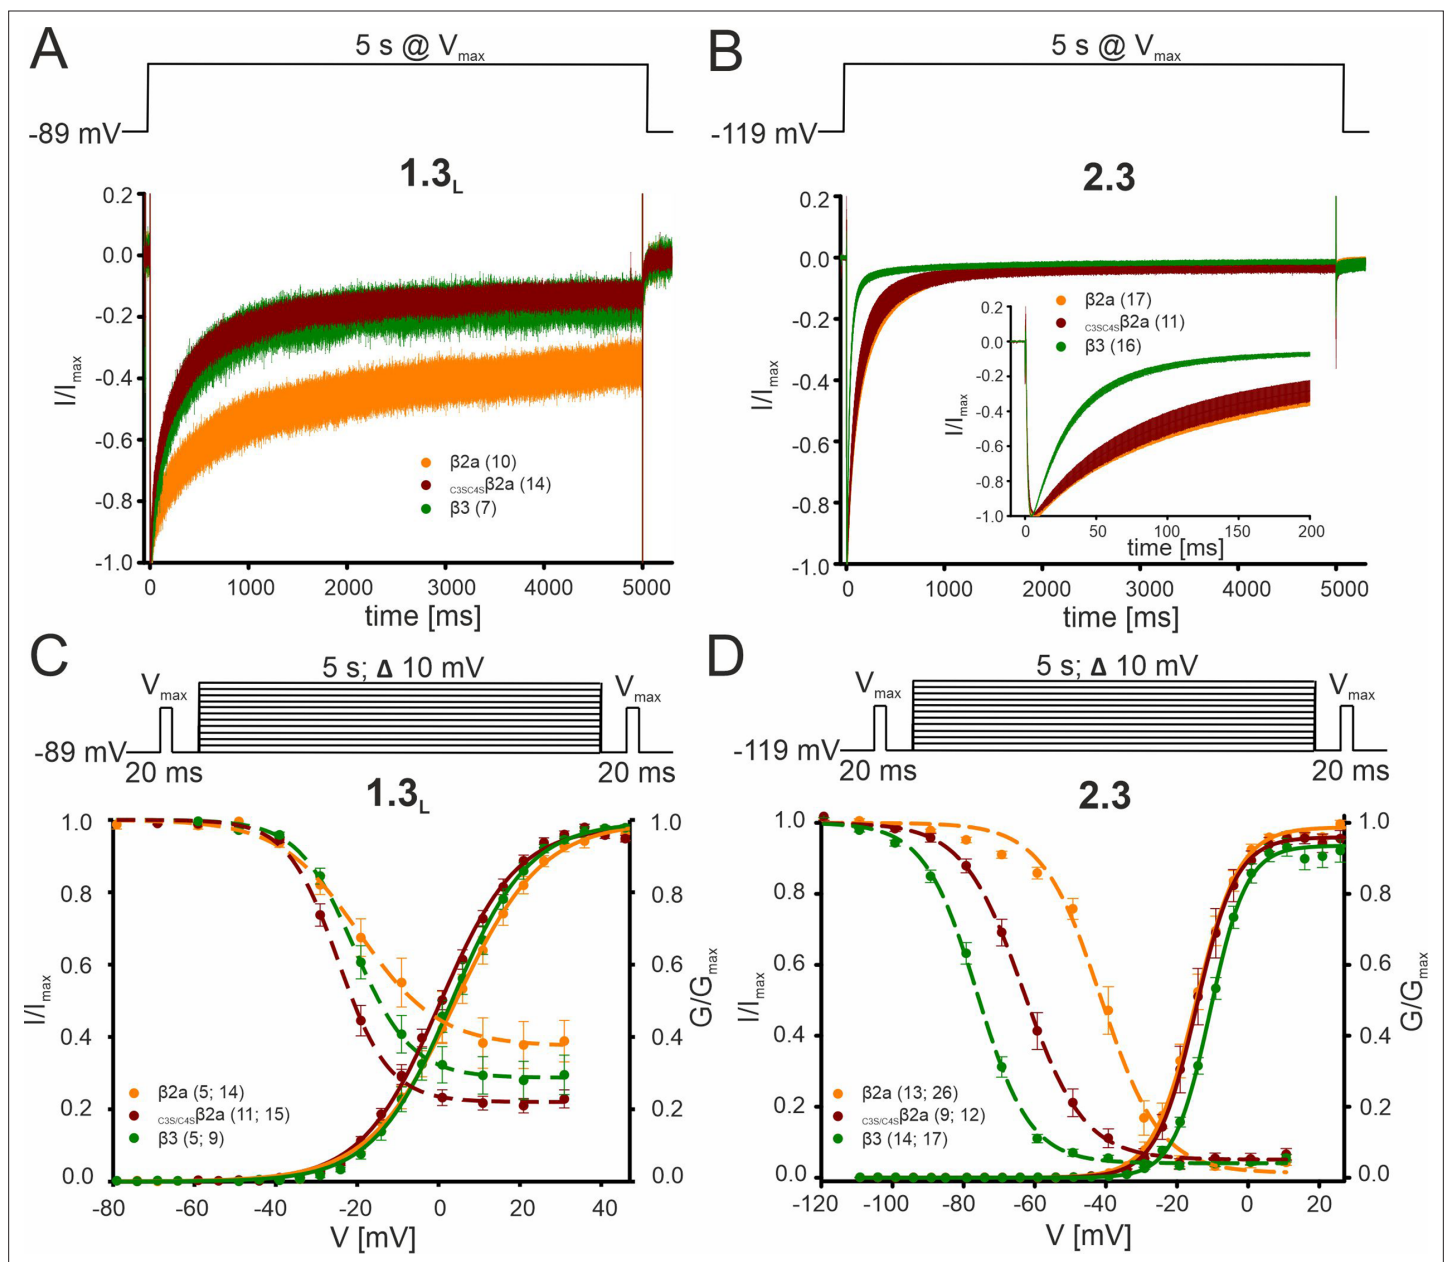 A
5 s @ Vmax
-89 mV
1.3L
0.2
0.0
-0.2
-0.4
-0.6
-0.8
-1.0
I/Imax
β2a (10)
C3SC4Sβ2a (14)
β3 (7)
0 1000 2000 3000 4000 5000
time [ms]
B
5 s @ Vmax
-119 mV
2.3
0.2
0.0
-0.2
-0.4
-0.6
-0.8
-1.0
I/Imax
β2a (17)
C3SC4Sβ2a (11)
β3 (16)
0.2
0.0
-0.2
-0.4
-0.6
-0.8
-1.0
I/Imax
0 50 100 150 200
time [ms]
0 1000 2000 3000 4000 5000
time [ms]
C
5 s; Δ 10 mV
Vmax
Vmax
-89 mV
20 ms
20 ms
1.3L
1.0
0.8
0.6
0.4
0.2
0.0
I/Imax
1.0
0.8
0.6
0.4
0.2
0.0
G/Gmax
β2a (5; 14)
C3S/C4Sβ2a (11; 15)
β3 (5; 9)
-80 -60 -40 -20 0 20 40
V [mV]
D
5 s; Δ 10 mV
Vmax
Vmax
-119 mV
20 ms
20 ms
2.3
1.0
0.8
0.6
0.4
0.2
0.0
I/Imax
1.0
0.8
0.6
0.4
0.2
0.0
G/Gmax
β2a (13; 26)
C3S/C4Sβ2a (9; 12)
β3 (14; 17)
-120 -100 -80 -60 -40 -20 0 20
V [mV]